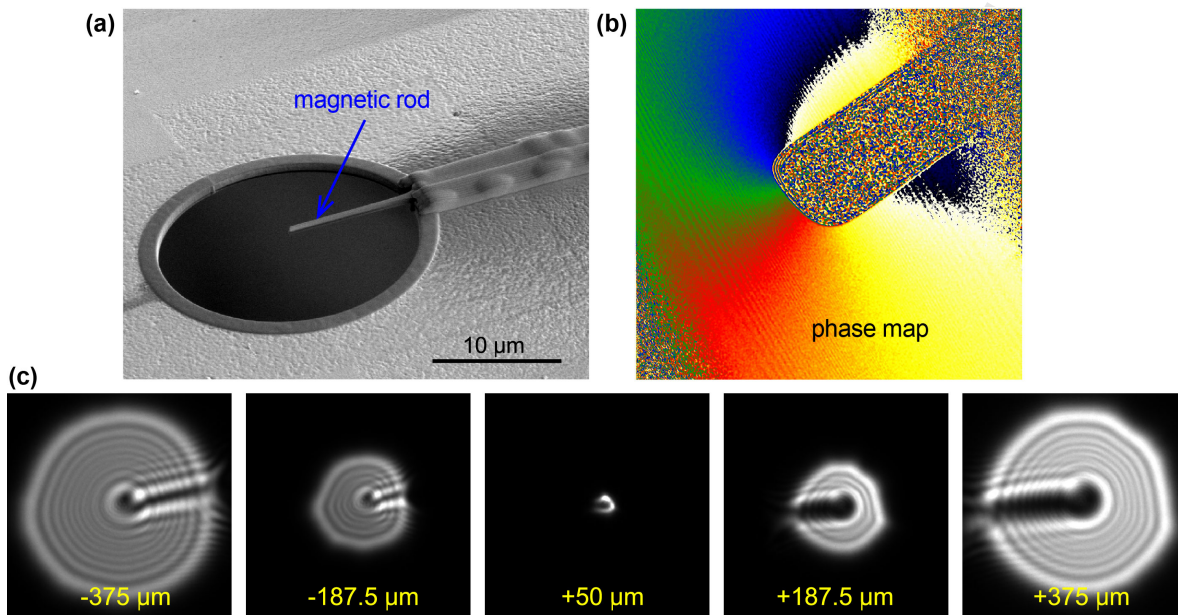 (a)
magnetic rod
10 µm
(b)
phase map
(c)
-375 µm
-187.5 µm
+50 µm
+187.5 µm
+375 µm